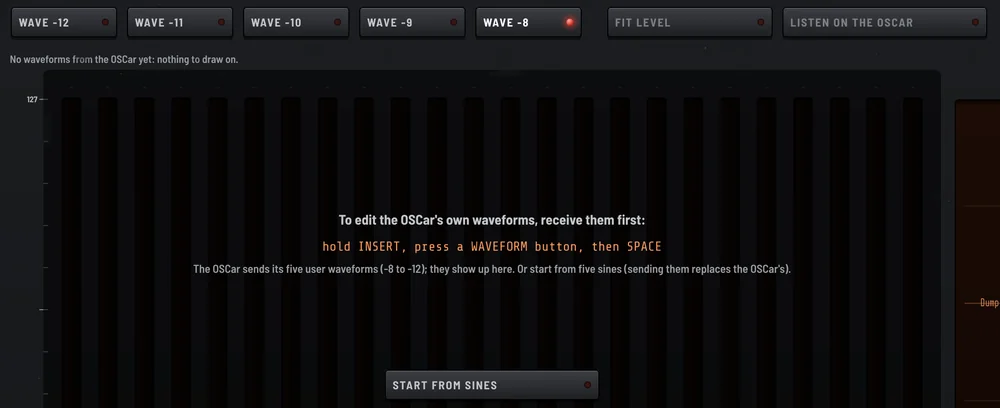 WAVE -12 WAVE -11 WAVE -10 WAVE -9 WAVE -8 FIT LEVEL LISTEN ON THE OSCAR
No waveforms from the OSCar yet: nothing to draw on.
127
To edit the OSCar's own waveforms, receive them first:
hold INSERT, press a WAVEFORM button, then SPACE
The OSCar sends its five user waveforms (-8 to -12); they show up here. Or start from five sines (sending them replaces the OSCar's).
Dump
START FROM SINES